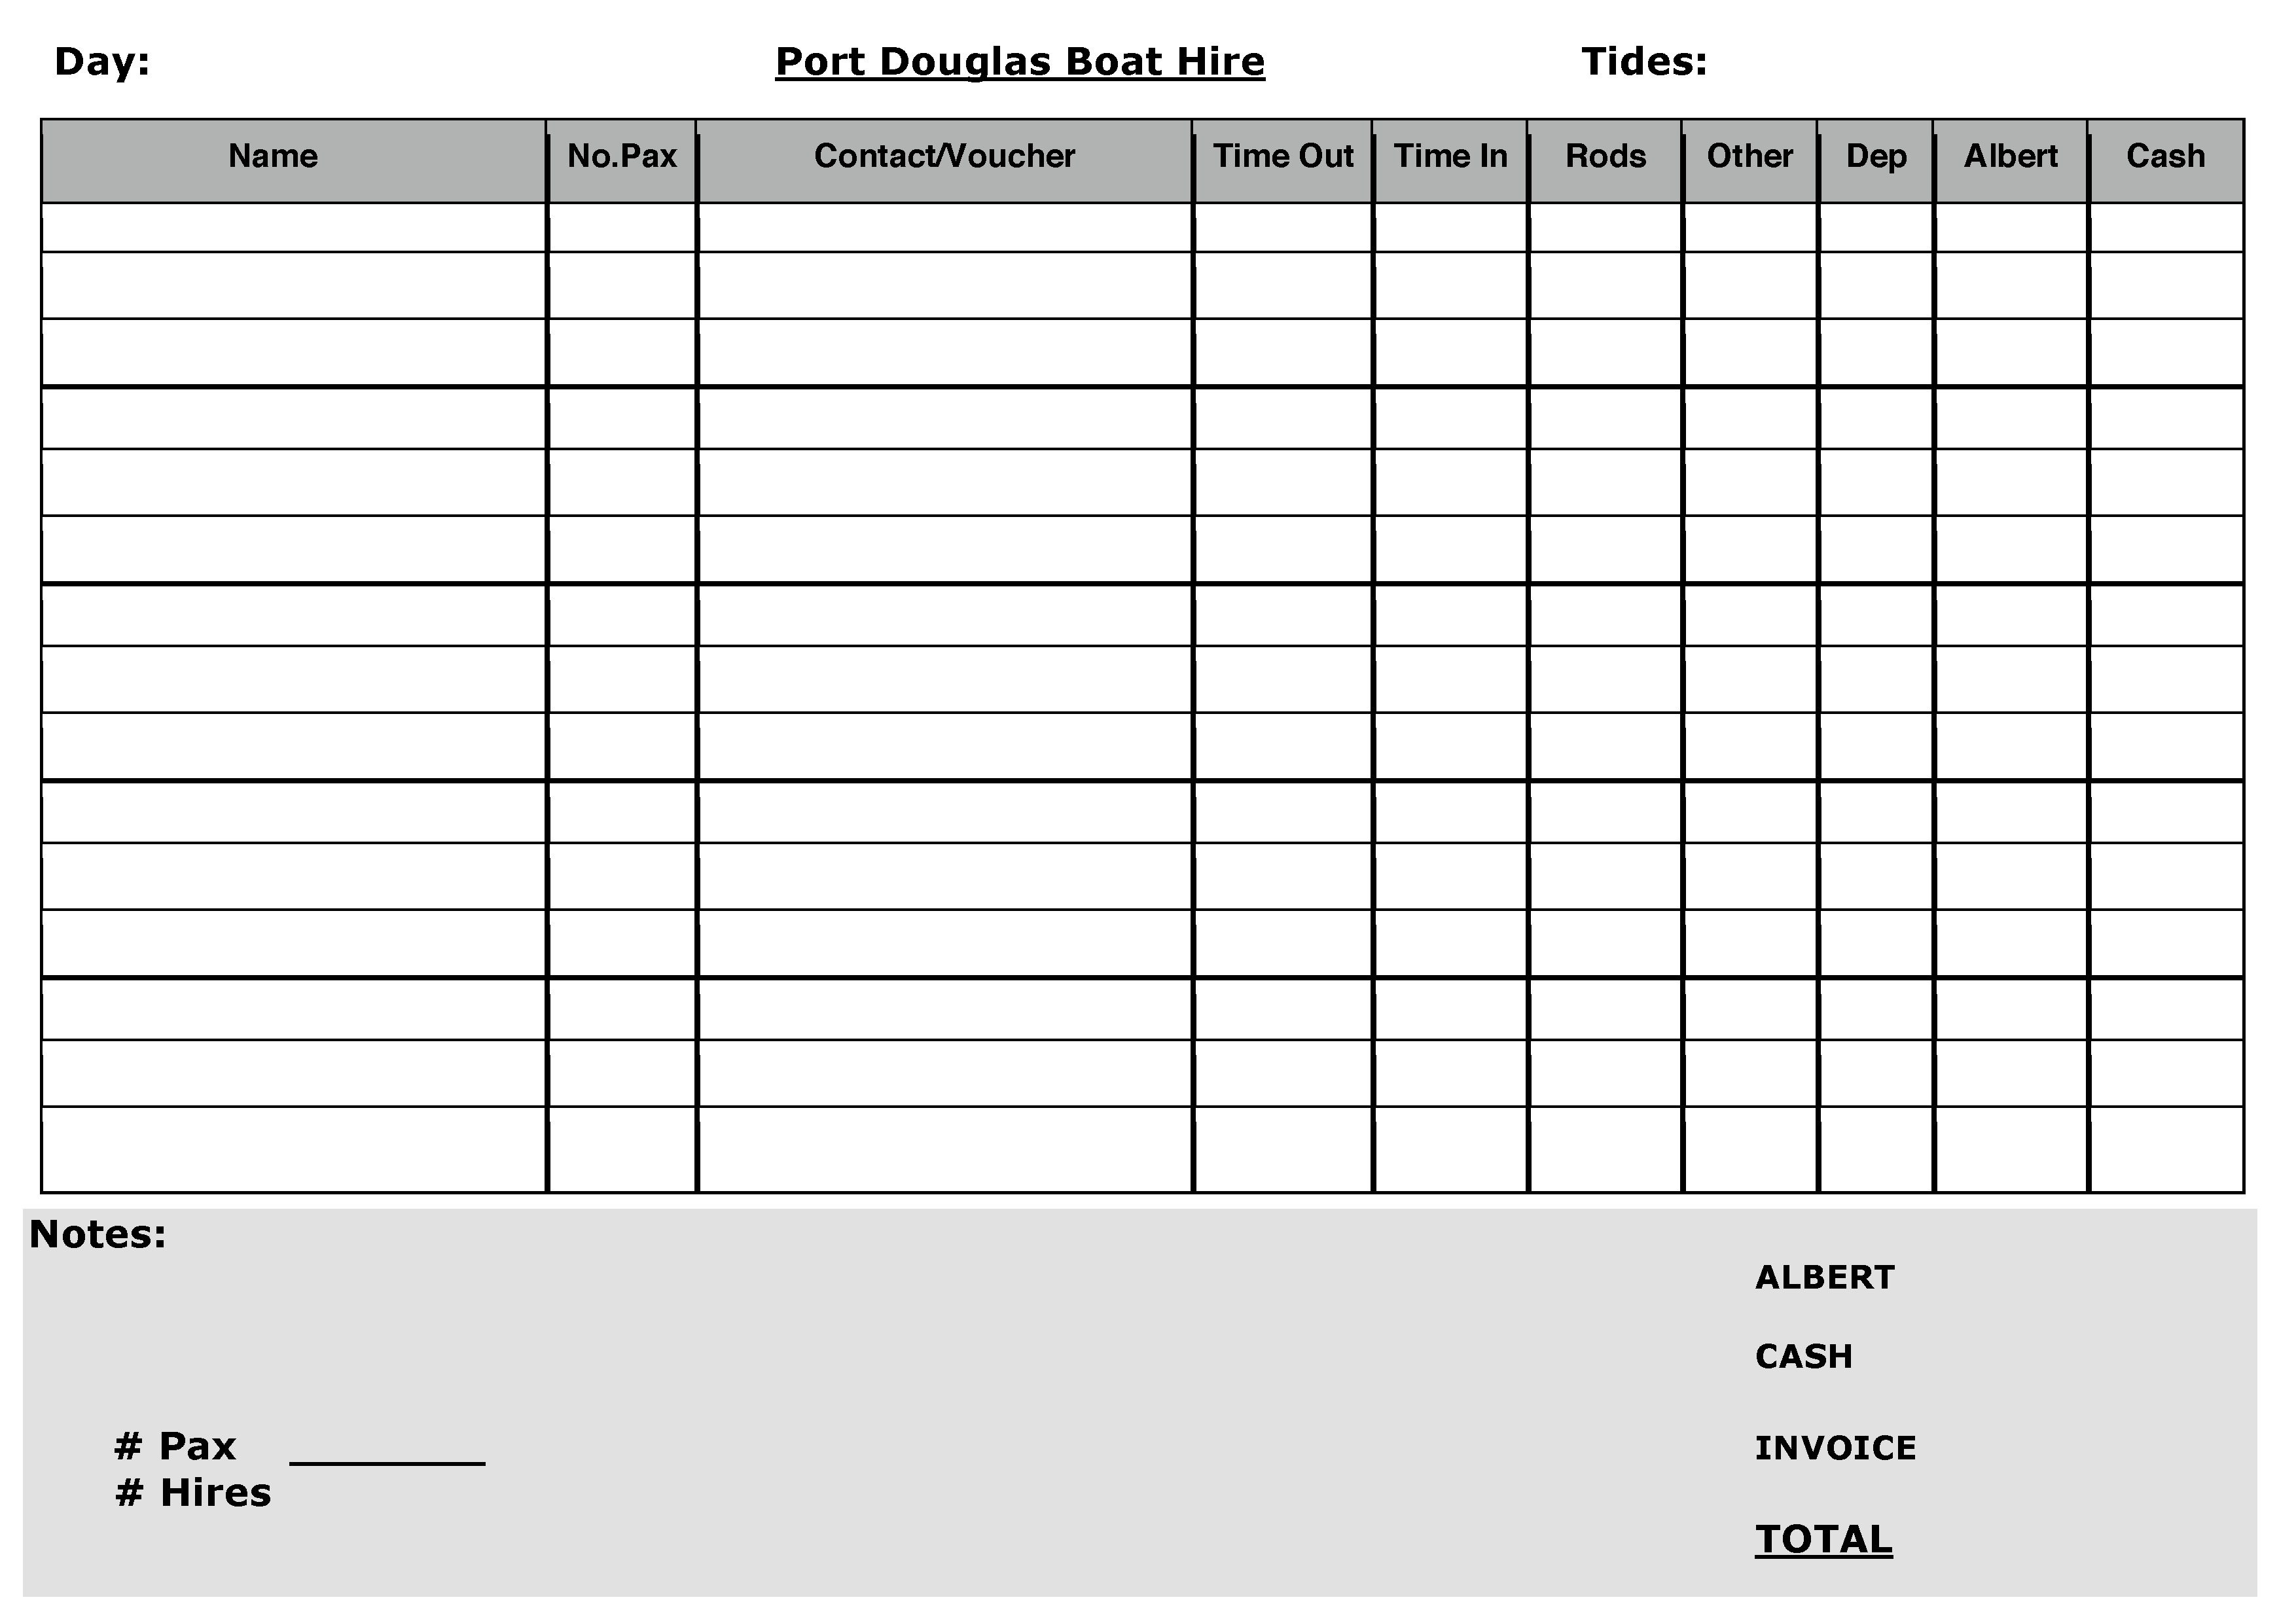 Day: Port Douglas Boat Hire Tides:
Name No.Pax Contact/Voucher Time Out Time In Rods Other Dep Albert Cash
Notes:
ALBERT
CASH
# Pax INVOICE
# Hires
TOTAL